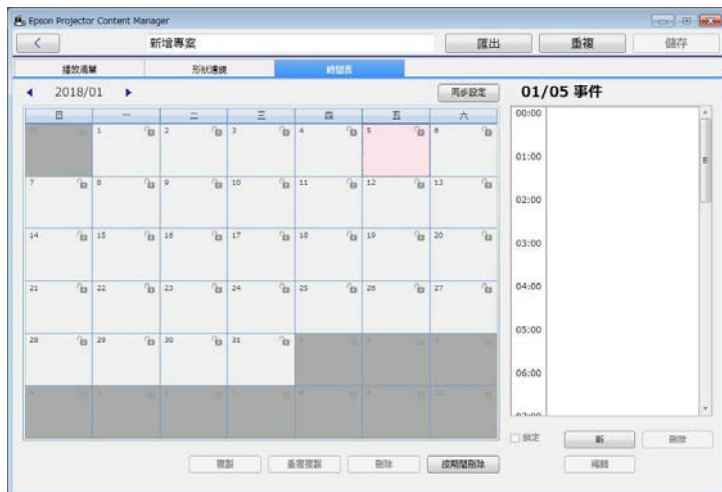 Epson Projector Content Manager
新增專案 匯出 重複 儲存
播放清單 形狀濾鏡 時間表
2018/01 同步設定 01/05 事件
日 一 二 三 四 五 六
00:00
1 2 3 4 5 6
01:00
7 8 9 10 11 12 13
02:00
14 15 16 17 18 19 20
03:00
21 22 23 24 25 26 27
04:00
05:00
28 29 30 31
06:00
07:00
鎖定 新 刪除
複製 重複複製 刪除 按期間刪除 編輯